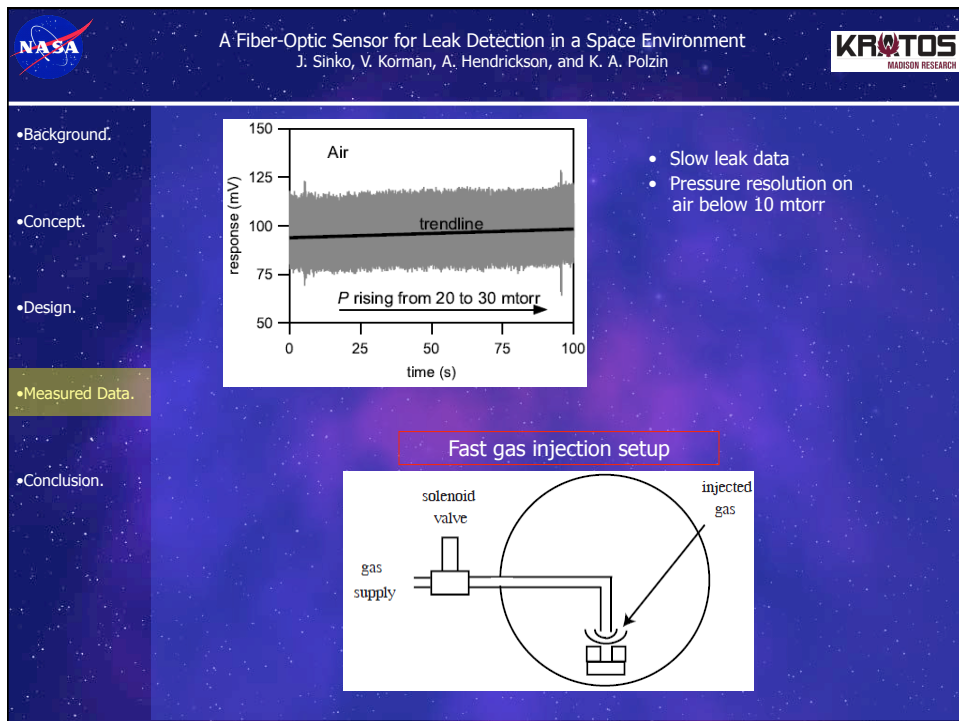 NASA
A Fiber-Optic Sensor for Leak Detection in a Space Environment
J. Sinko, V. Korman, A. Hendrickson, and K. A. Polzin
KRATOS
MADISON RESEARCH
•Background.
•Concept.
•Design.
•Measured Data.
•Conclusion.
150
125
100
75
50
response (mV)
Air
trendline
P rising from 20 to 30 mtorr
0 25 50 75 100
time (s)
• Slow leak data
• Pressure resolution on
air below 10 mtorr
Fast gas injection setup
solenoid
valve
gas
supply
injected
gas